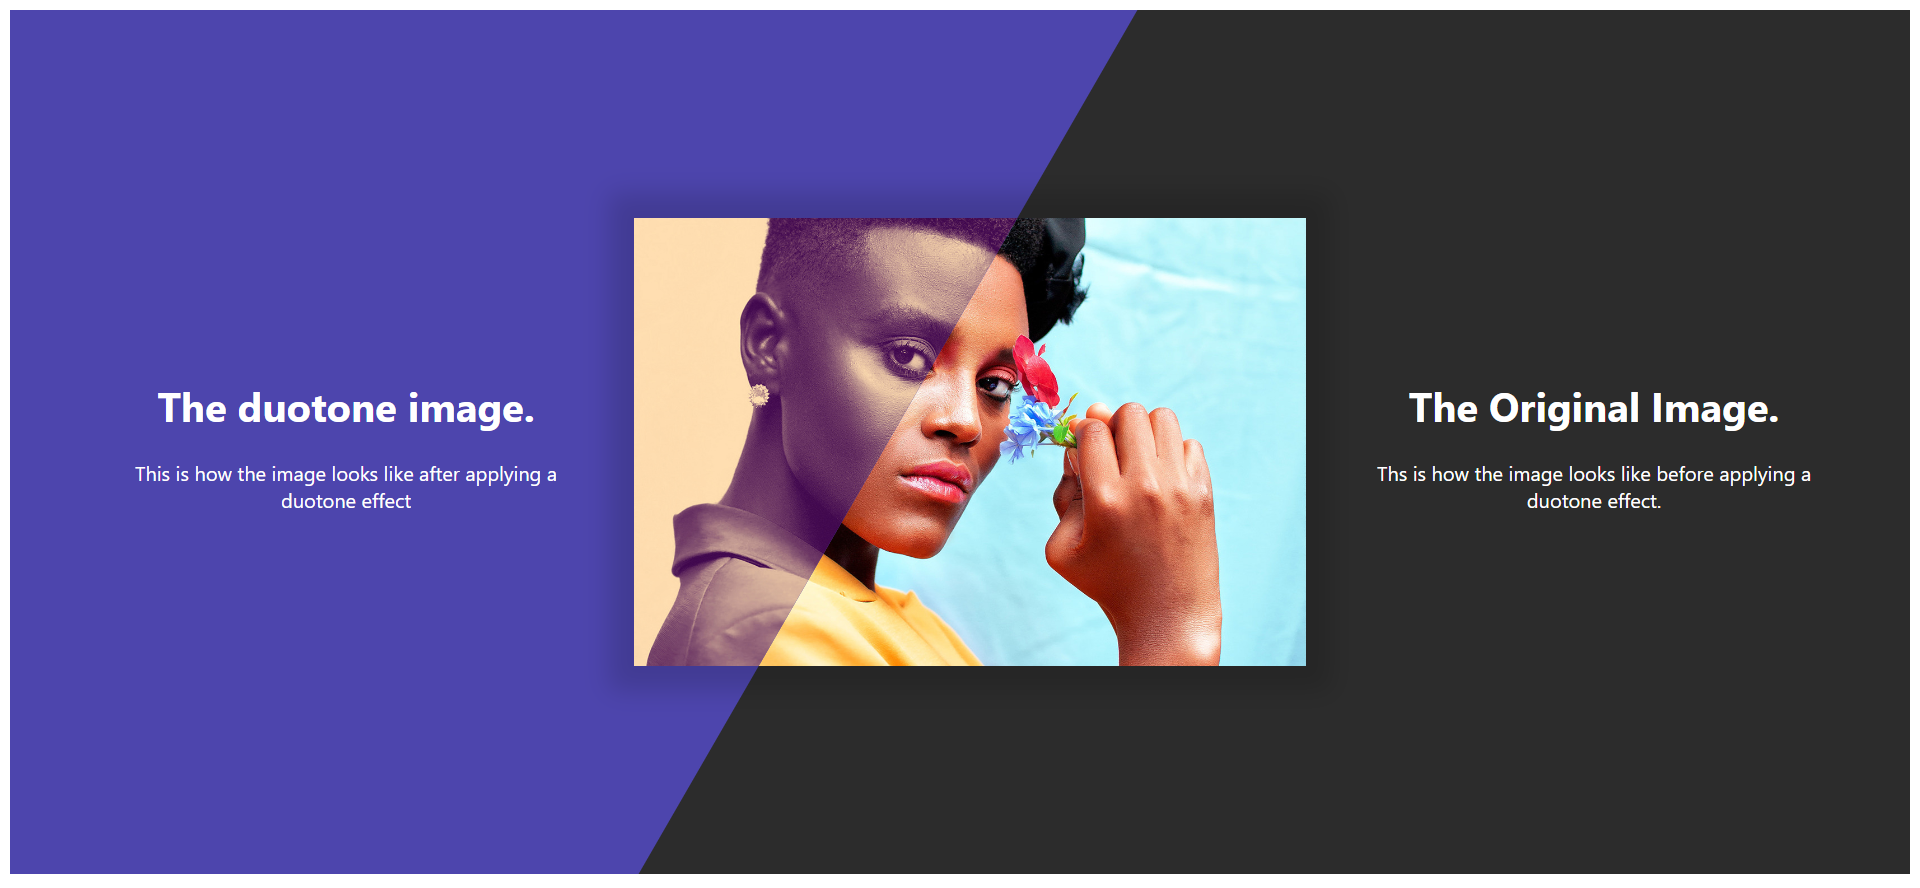 The duotone image.
This is how the image looks like after applying a
duotone effect
The Original Image.
Ths is how the image looks like before applying a
duotone effect.